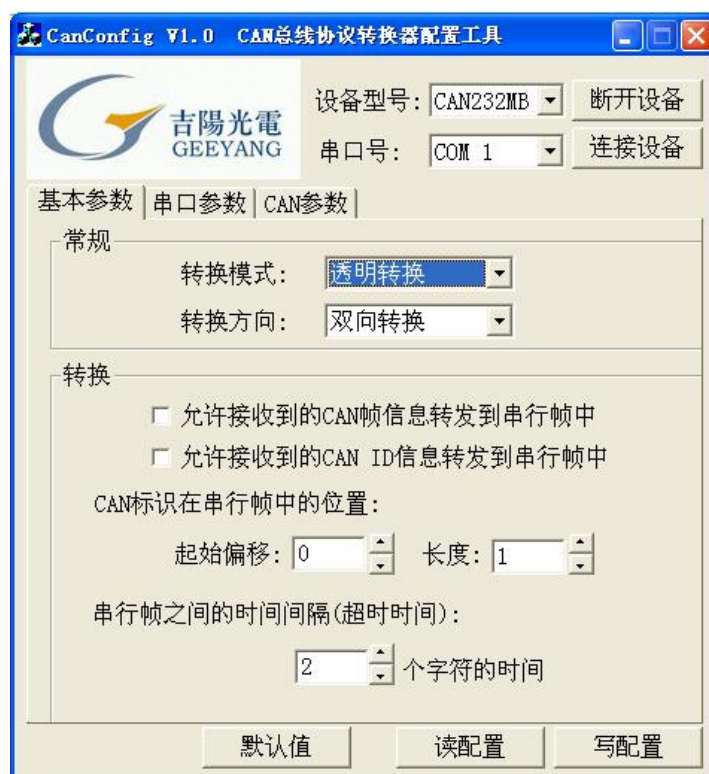 CanConfig V1.0 CAN总线协议转换器配置工具
吉陽光電
GEEYANG
设备型号: CAN232MB 断开设备
串口号: COM 1 连接设备
基本参数 串口参数 CAN参数
常规
转换模式: 透明转换
转换方向: 双向转换
转换
允许接收到的CAN帧信息转发到串行帧中
允许接收到的CAN ID信息转发到串行帧中
CAN标识在串行帧中的位置:
起始偏移: 0 长度: 1
串行帧之间的时间间隔(超时时间):
2 个字符的时间
默认值 读配置 写配置